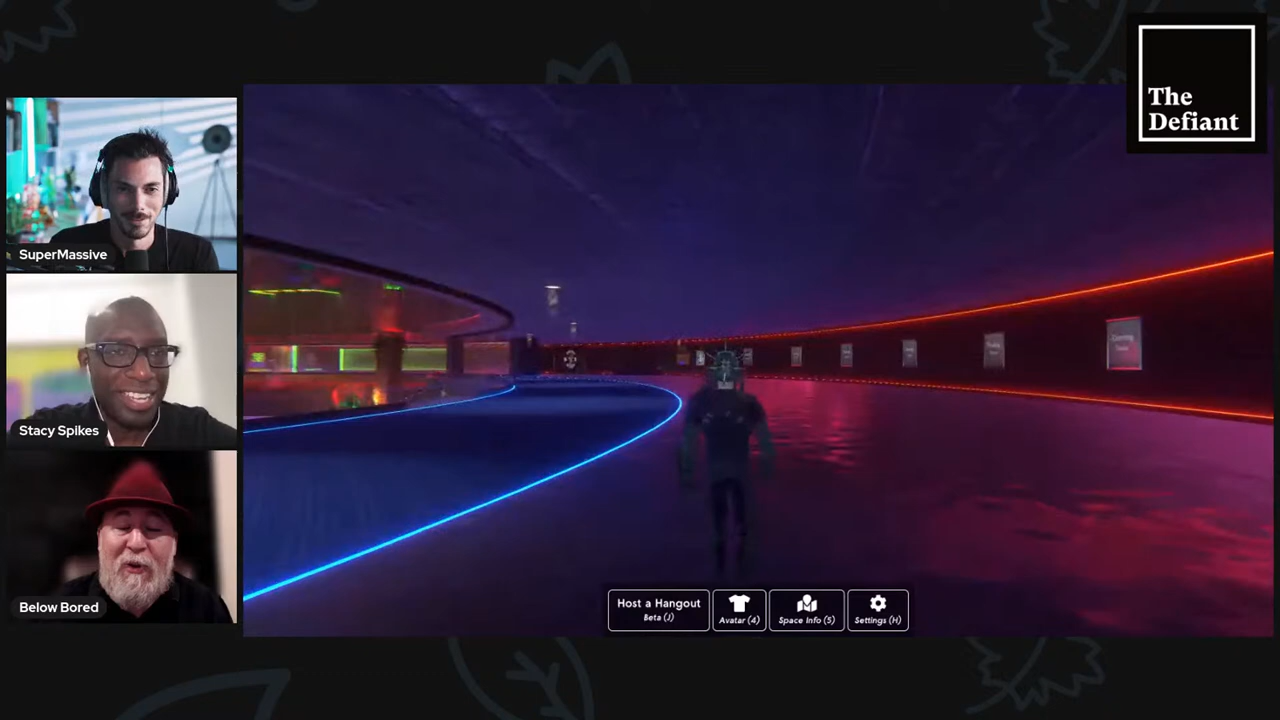 The
Defiant
SuperMassive
Stacy Spikes
Below Bored
Host a Hangout
Beta (J)
Avatar (4)
Space Info (5)
Settings (H)